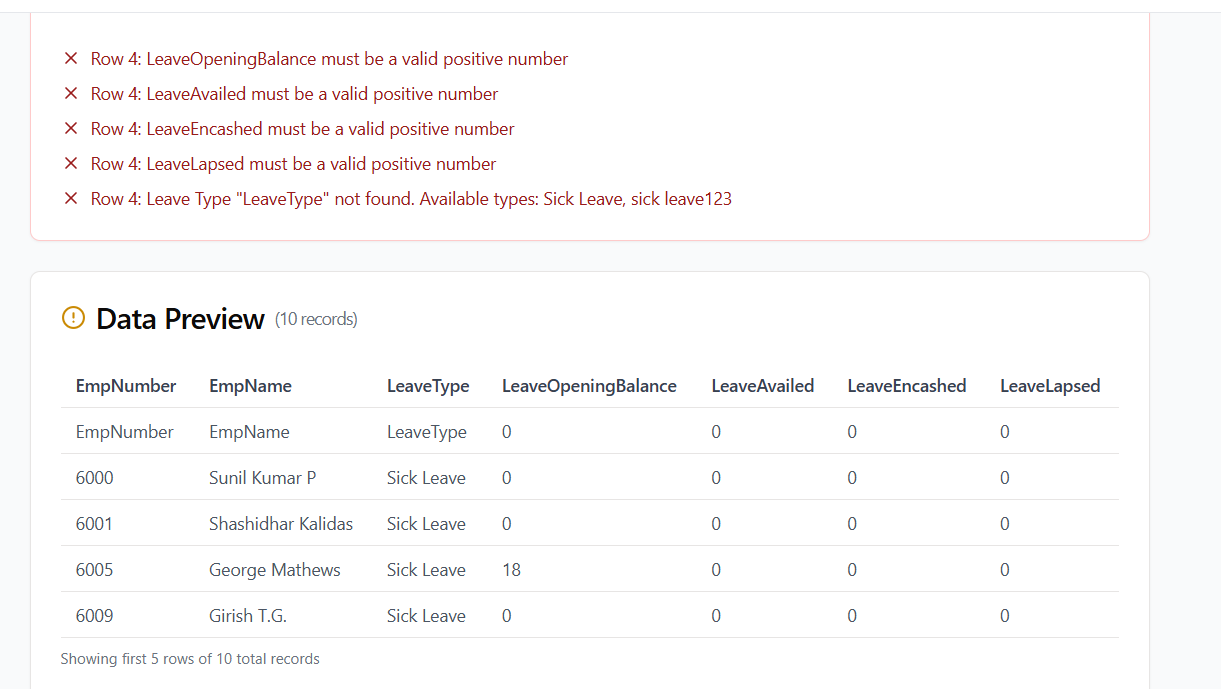 Row 4: LeaveOpeningBalance must be a valid positive number
Row 4: LeaveAvailed must be a valid positive number
Row 4: LeaveEncashed must be a valid positive number
Row 4: LeaveLapsed must be a valid positive number
Row 4: Leave Type "LeaveType" not found. Available types: Sick Leave, sick leave123
Data Preview (10 records)
EmpNumber EmpName LeaveType LeaveOpeningBalance LeaveAvailed LeaveEncashed LeaveLapsed
EmpNumber EmpName LeaveType 0 0 0 0
6000 Sunil Kumar P Sick Leave 0 0 0 0
6001 Shashidhar Kalidas Sick Leave 0 0 0 0
6005 George Mathews Sick Leave 18 0 0 0
6009 Girish T.G. Sick Leave 0 0 0 0
Showing first 5 rows of 10 total records